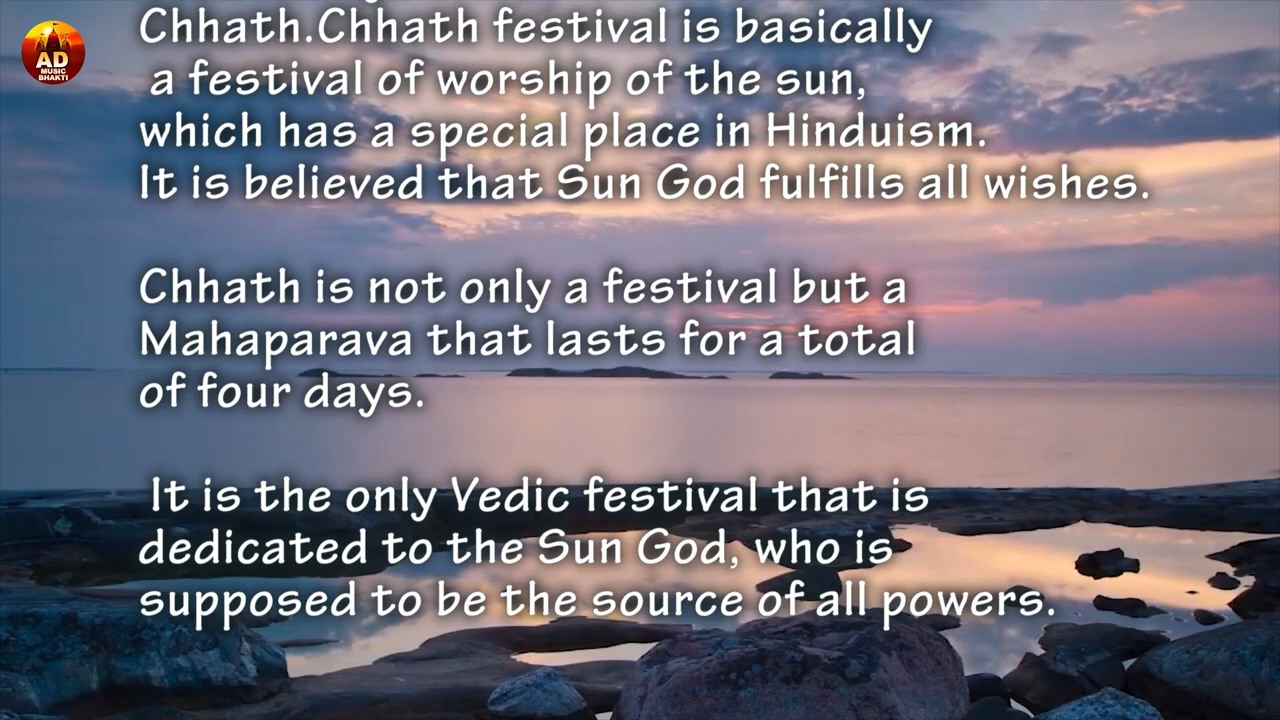 AD
MUSIC
BHAKTI
Chhath.Chhath festival is basically
a festival of worship of the sun,
which has a special place in Hinduism.
It is believed that Sun God fulfills all wishes.
Chhath is not only a festival but a
Mahaparava that lasts for a total
of four days.
It is the only Vedic festival that is
dedicated to the Sun God, who is
supposed to be the source of all powers.